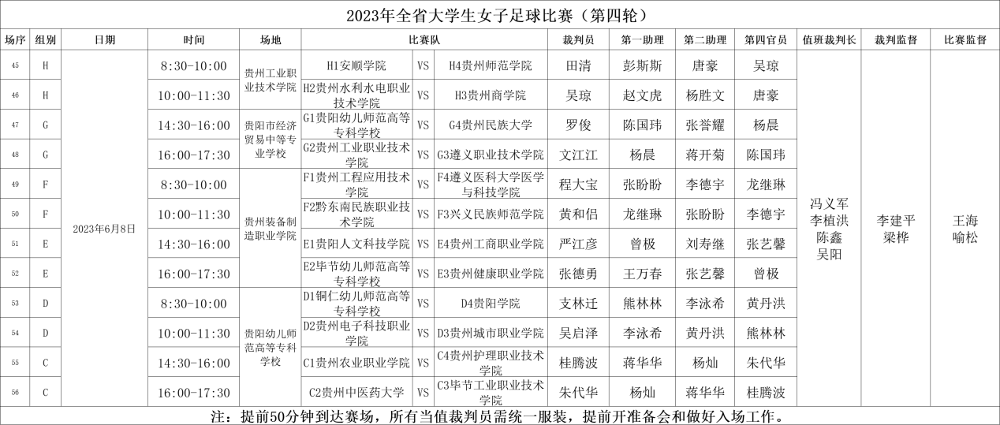 2023年全省大学生女子足球比赛（第四轮）
场序 组别 日期 时间 场地 比赛队 裁判员 第一助理 第二助理 第四官员 值班裁判长 裁判监督 比赛监督
45 H 8:30-10:00 H1安顺学院 VS H4贵州师范学院 田清 彭斯斯 唐豪 吴琼
贵州工业职
业技术学院
46 H 10:00-11:30 H2贵州水利水电职业
技术学院 VS H3贵州商学院 吴琼 赵文虎 杨胜文 唐豪
47 G 14:30-16:00 G1贵阳幼儿师范高等
专科学校 VS G4贵州民族大学 罗俊 陈国玮 张誉耀 杨晨
贵阳市经济
贸易中等专
业学校
48 G 16:00-17:30 G2贵州工业职业技术
学院 VS G3遵义职业技术学院 文江江 杨晨 蒋开菊 陈国玮
49 F 8:30-10:00 F1贵州工程应用技术
学院 VS F4遵义医科大学医学
与科技学院 程大宝 张盼盼 李德宇 龙继琳
50 F 10:00-11:30 F2黔东南民族职业技
术学院 VS F3兴义民族师范学院 黄和侣 龙继琳 张盼盼 李德宇
2023年6月8日
贵州装备制
造职业学院
冯义军
李植洪
陈鑫
吴阳
李建平
梁桦
王海
喻松
51 E 14:30-16:00 E1贵阳人文科技学院 VS E4贵州工商职业学院 严江彦 曾极 刘寿继 张艺馨
52 E 16:00-17:30 E2毕节幼儿师范高等
专科学校 VS E3贵州健康职业学院 张德勇 王万春 张艺馨 曾极
53 D 8:30-10:00 D1铜仁幼儿师范高等
专科学校 VS D4贵阳学院 支林迁 熊林林 李泳希 黄丹洪
54 D 10:00-11:30 D2贵州电子科技职业
学院 VS D3贵州城市职业学院 吴启泽 李泳希 黄丹洪 熊林林
贵阳幼儿师
范高等专科
学校
55 C 14:30-16:00 C1贵州农业职业学院 VS C4贵州护理职业技术
学院 桂腾波 蒋华华 杨灿 朱代华
56 C 16:00-17:30 C2贵州中医药大学 VS C3毕节工业职业技术
学院 朱代华 杨灿 蒋华华 桂腾波
注：提前50分钟到达赛场，所有当值裁判员需统一服装，提前开准备会和做好入场工作。